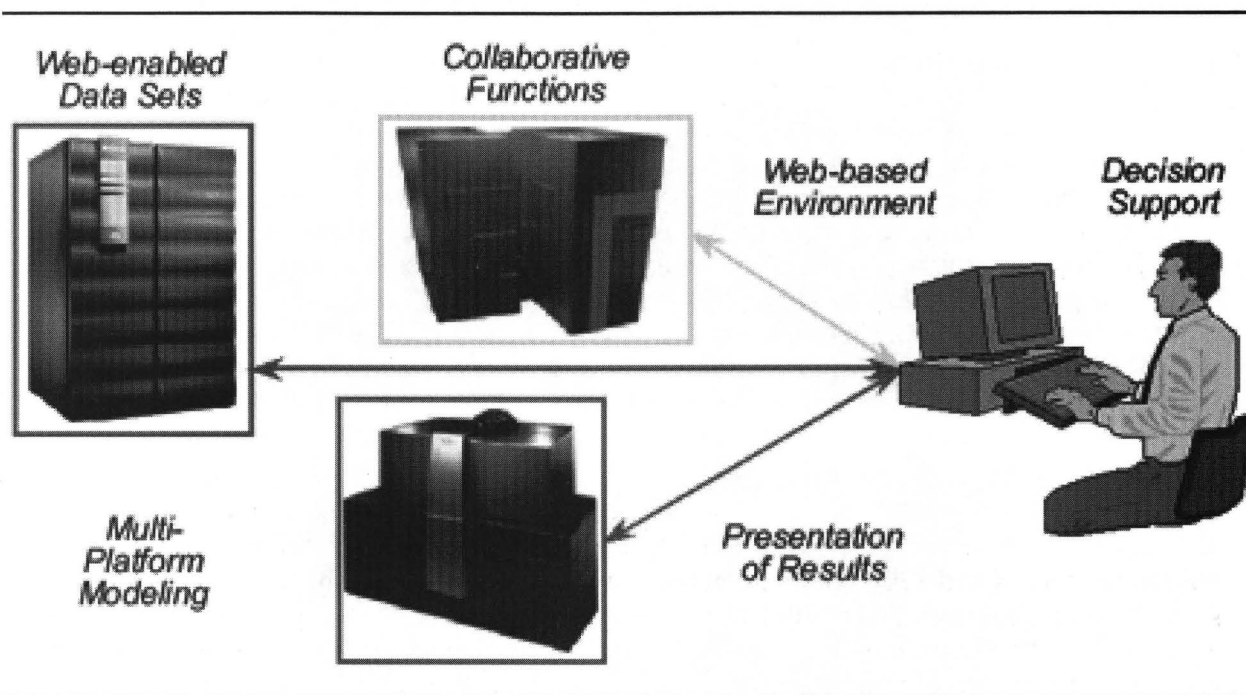 Web-enabled
Data Sets
Collaborative
Functions
Web-based
Environment
Decision
Support
Multi-
Platform
Modeling
Presentation
of Results